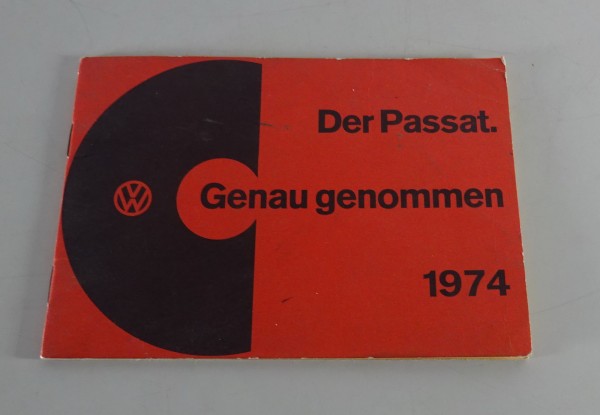 Der Passat.
VW
Genau genommen
1974